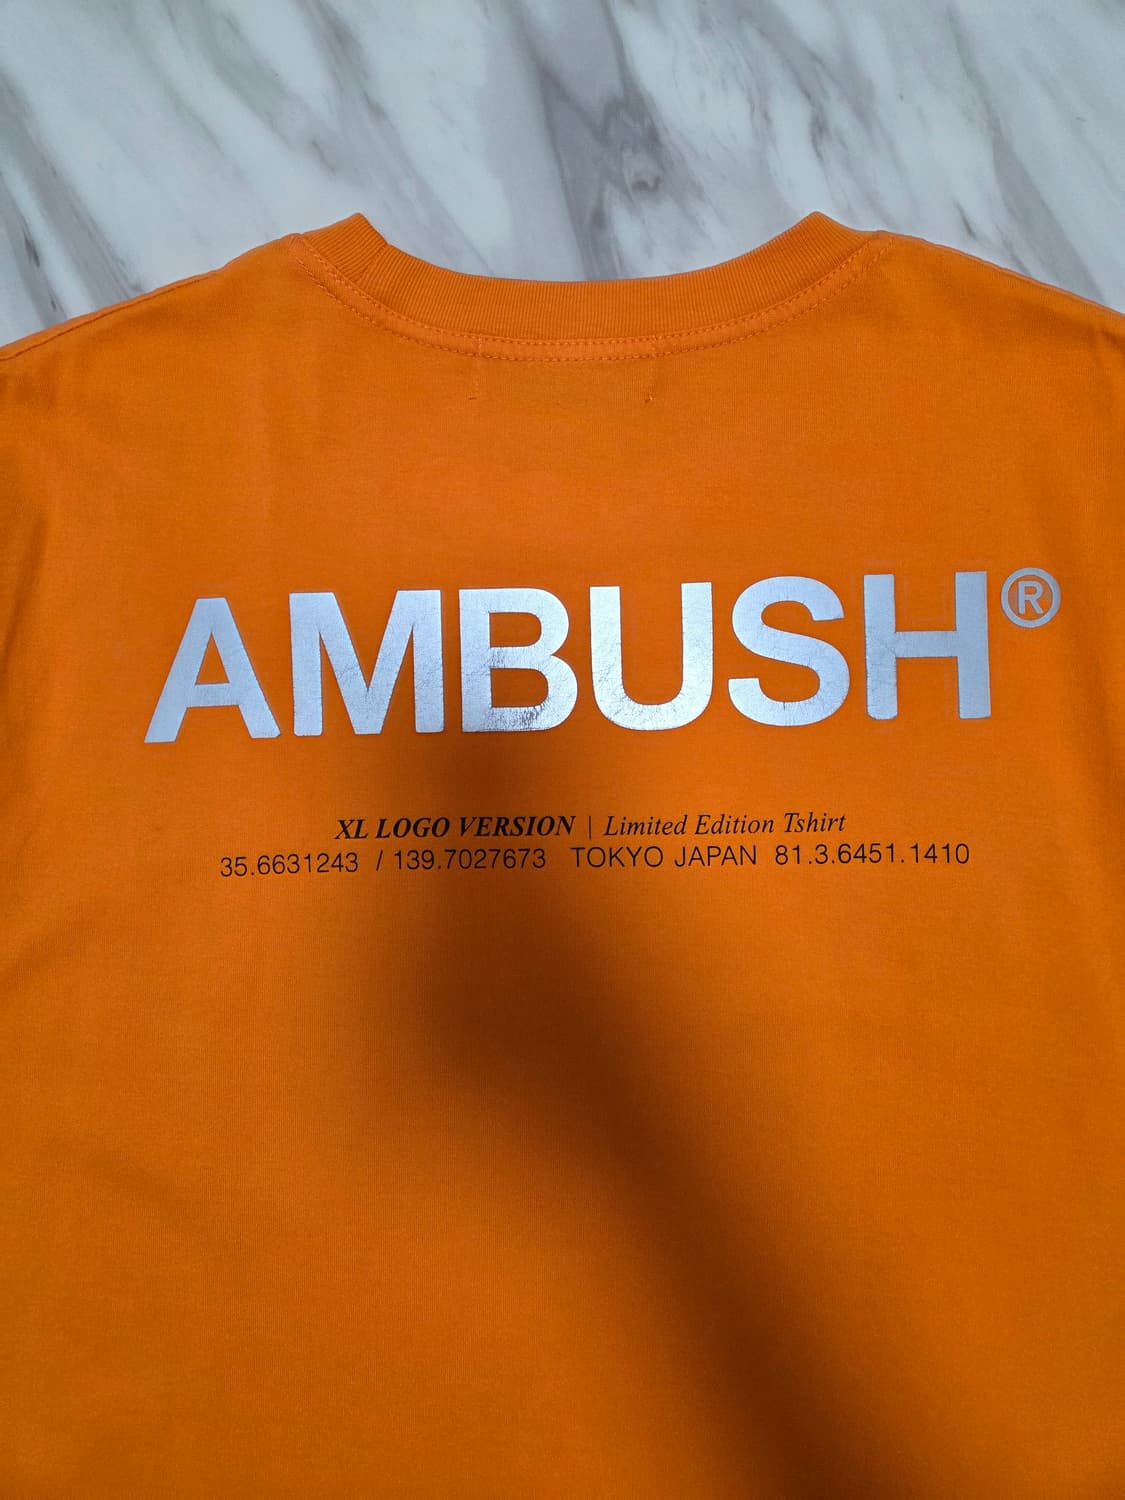 AMBUSH®
XL LOGO VERSION | Limited Edition Tshirt
35.6631243 / 139.7027673 TOKYO JAPAN 81.3.6451.1410